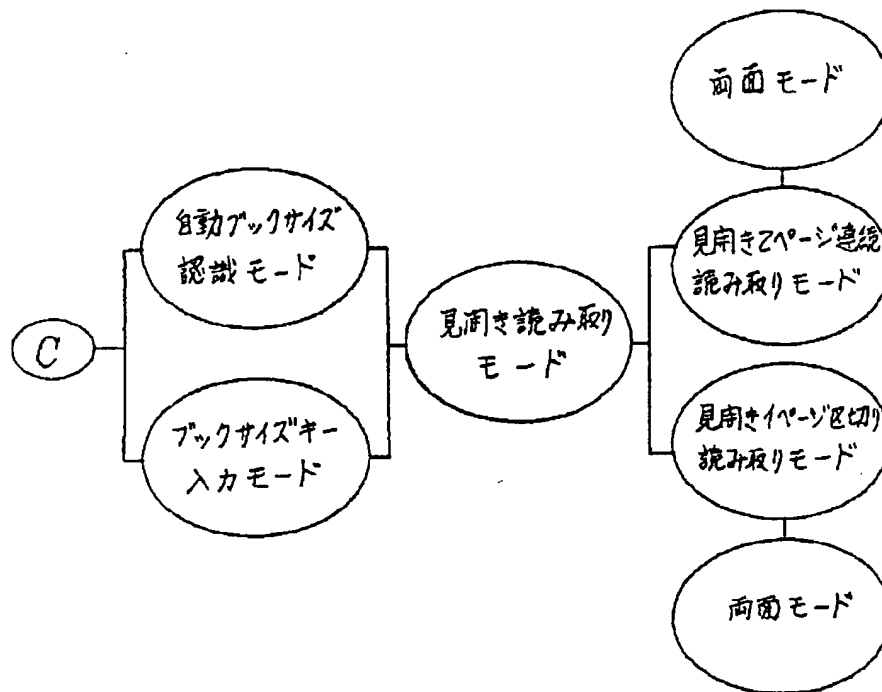 両面モード
自動ブックサイズ
認識モード
見開き2ページ連続
読み取りモード
C
見開き読み取り
モード
ブックサイズキー
入力モード
見開き1ページ区切り
読み取りモード
両面モード